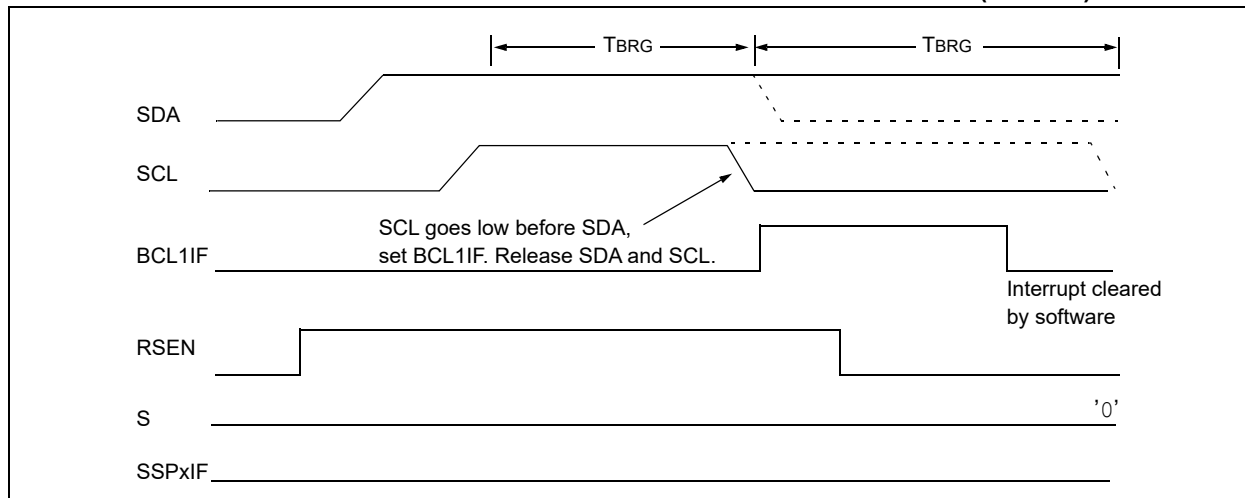 TBRG TBRG
SDA
SCL
SCL goes low before SDA,
set BCL1IF. Release SDA and SCL.
BCL1IF
Interrupt cleared
by software
RSEN
S '0'
SSPxIF